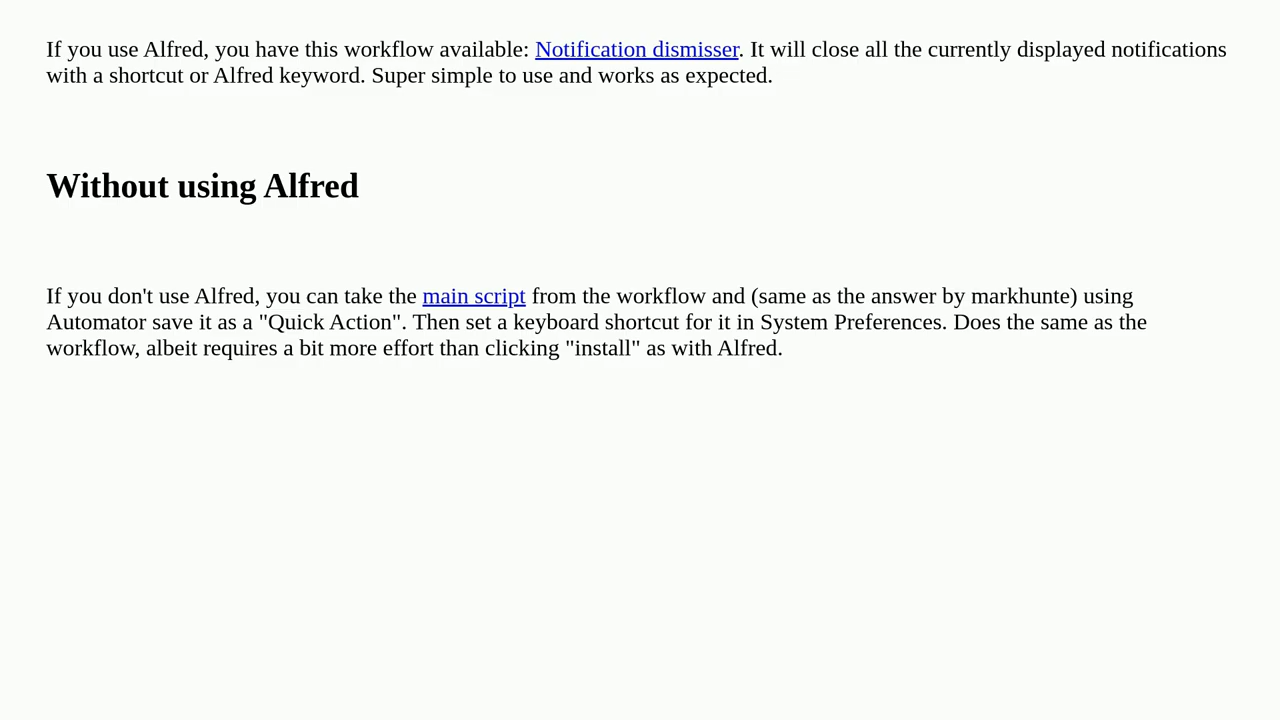 If you use Alfred, you have this workflow available: Notification dismisser. It will close all the currently displayed notifications
with a shortcut or Alfred keyword. Super simple to use and works as expected.
Without using Alfred
If you don't use Alfred, you can take the main script from the workflow and (same as the answer by markhunte) using
Automator save it as a "Quick Action". Then set a keyboard shortcut for it in System Preferences. Does the same as the
workflow, albeit requires a bit more effort than clicking "install" as with Alfred.